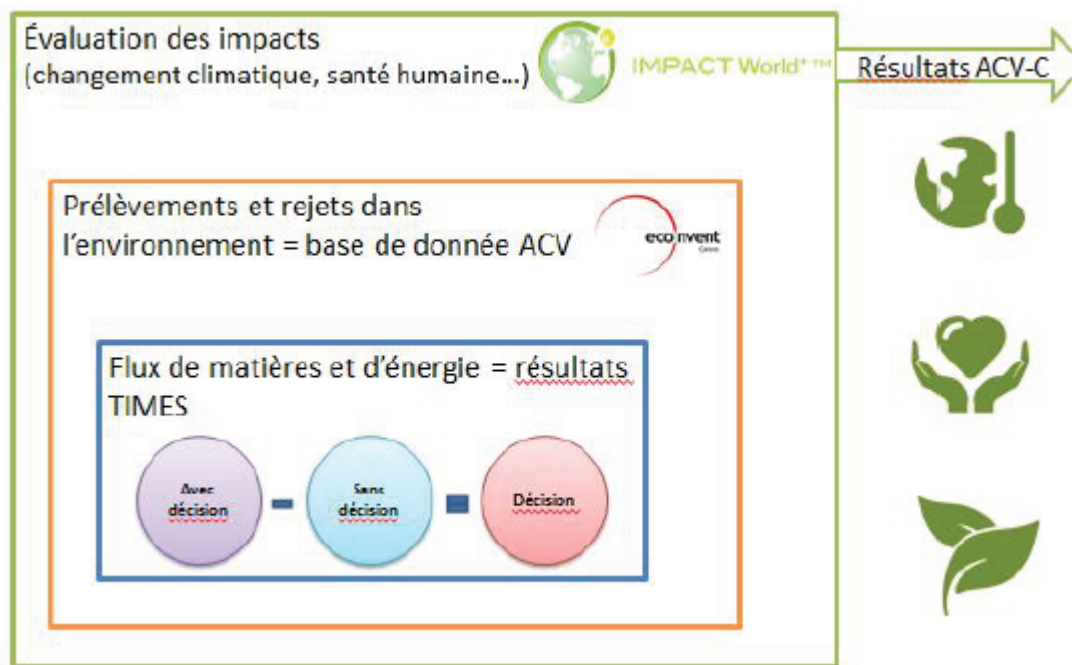 Évaluation des impacts
(changement climatique, santé humaine...)
IMPACT World+ ™
Résultats ACV-C
Prélèvements et rejets dans
l'environnement = base de donnée ACV
ecoinvent
Centre
Flux de matières et d'énergie = résultats
TIMES
Avec
décision
-
Sans
décision
=
Décision